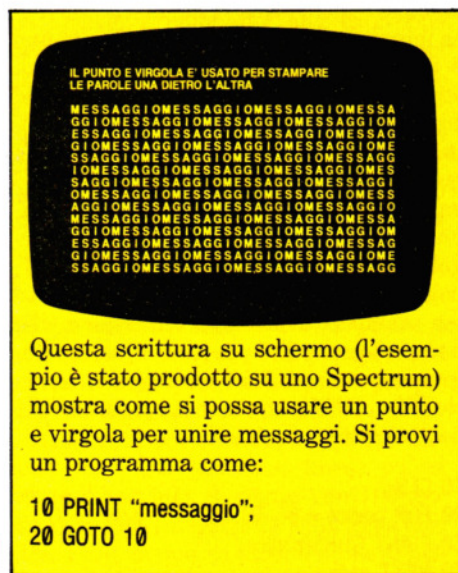 IL PUNTO E VIRGOLA E' USATO PER STAMPARE
LE PAROLE UNA DIETRO L'ALTRA
MESSAGGIOMESSAGGIOMESSAGGIOMESSA
GGIOMESSAGGIOMESSAGGIOMESSAGGIOM
ESSAGGIOMESSAGGIOMESSAGGIOMESSAG
GIOMESSAGGIOMESSAGGIOMESSAGGIOME
SSAGGIOMESSAGGIOMESSAGGIOMESSAGG
IOMESSAGGIOMESSAGGIOMESSAGGIOMES
SAGGIOMESSAGGIOMESSAGGIOMESSAGGI
OMESSAGGIOMESSAGGIOMESSAGGIOMESS
AGGIOMESSAGGIOMESSAGGIOMESSAGGIO
MESSAGGIOMESSAGGIOMESSAGGIOMESSA
GGIOMESSAGGIOMESSAGGIOMESSAGGIOM
ESSAGGIOMESSAGGIOMESSAGGIOMESSAG
GIOMESSAGGIOMESSAGGIOMESSAGGIOME
SSAGGIOMESSAGGIOMESSAGGIOMESSAGG
Questa scrittura su schermo (l'esem-
pio è stato prodotto su uno Spectrum)
mostra come si possa usare un punto
e virgola per unire messaggi. Si provi
un programma come:
10 PRINT “messaggio”;
20 GOTO 10